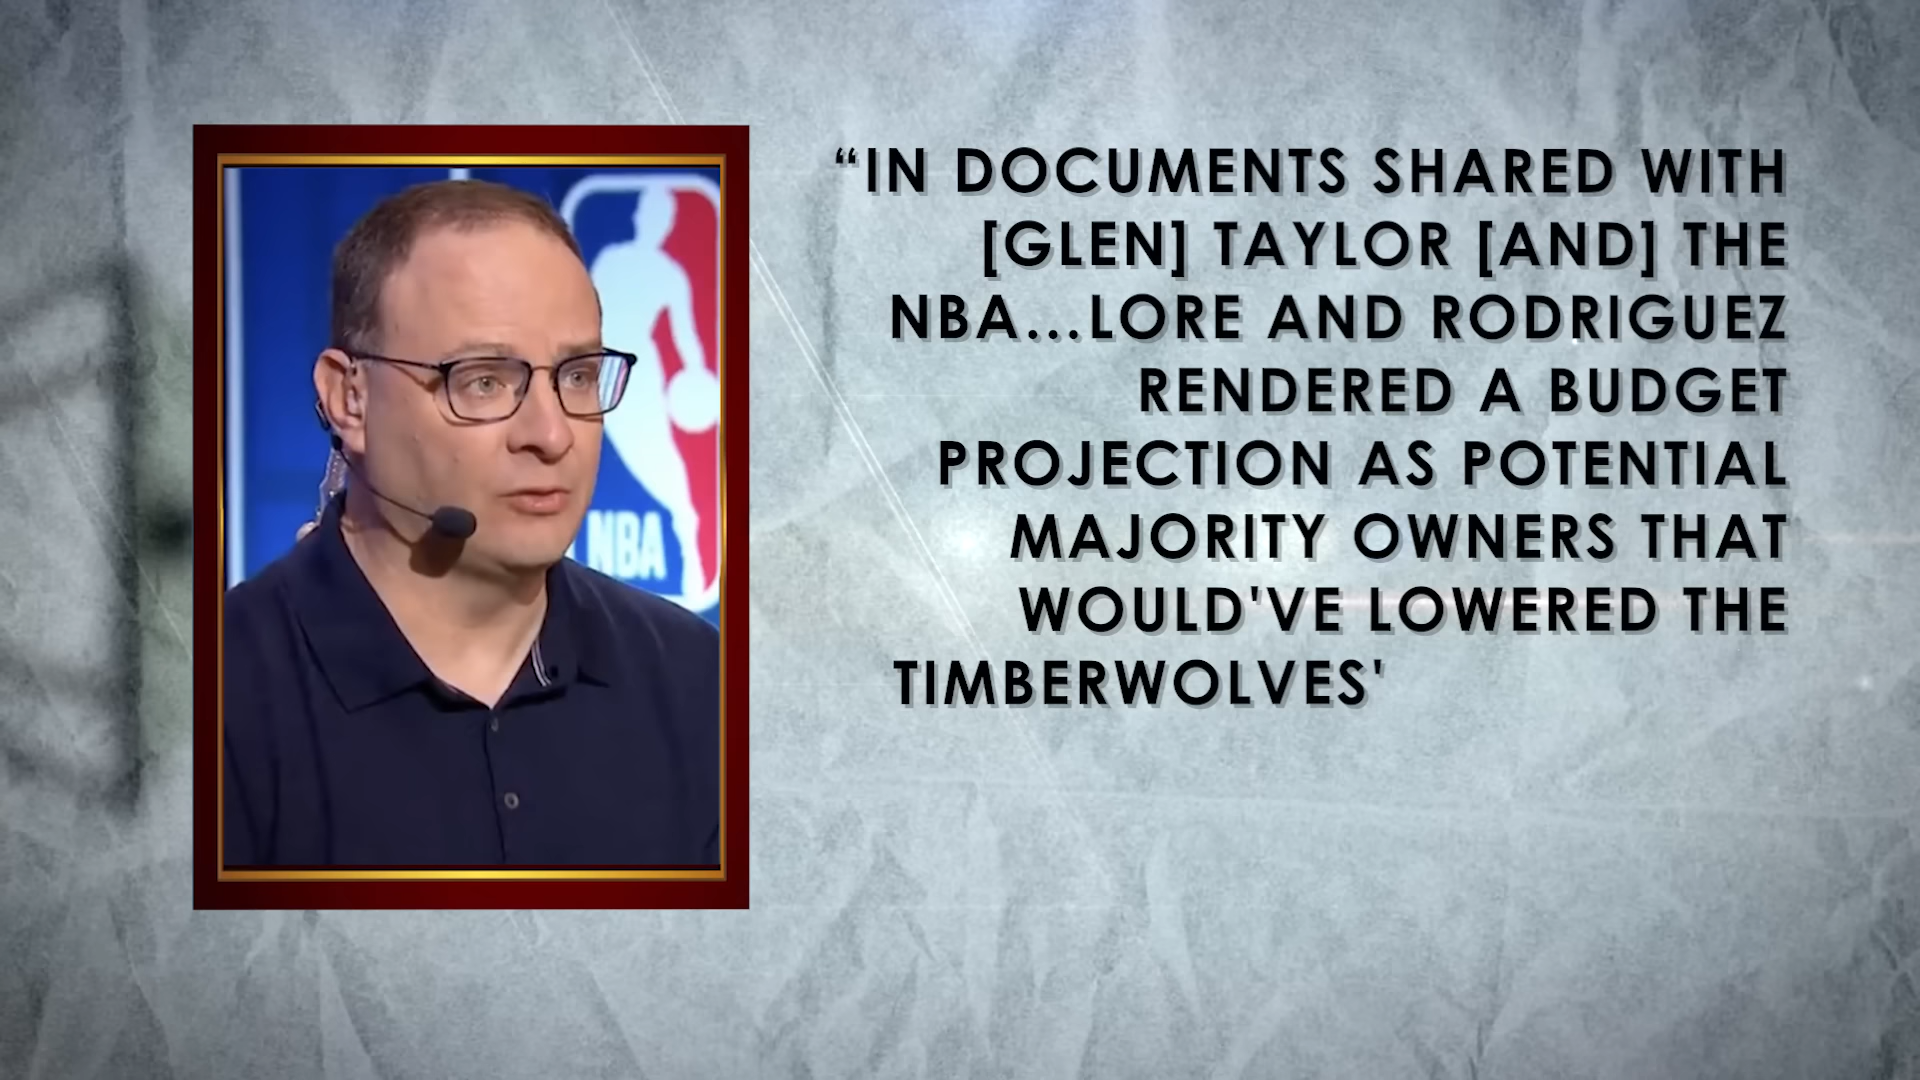 “IN DOCUMENTS SHARED WITH
[GLEN] TAYLOR [AND] THE
NBA...LORE AND RODRIGUEZ
RENDERED A BUDGET
PROJECTION AS POTENTIAL
MAJORITY OWNERS THAT
WOULD'VE LOWERED THE
TIMBERWOLVES'
NBA